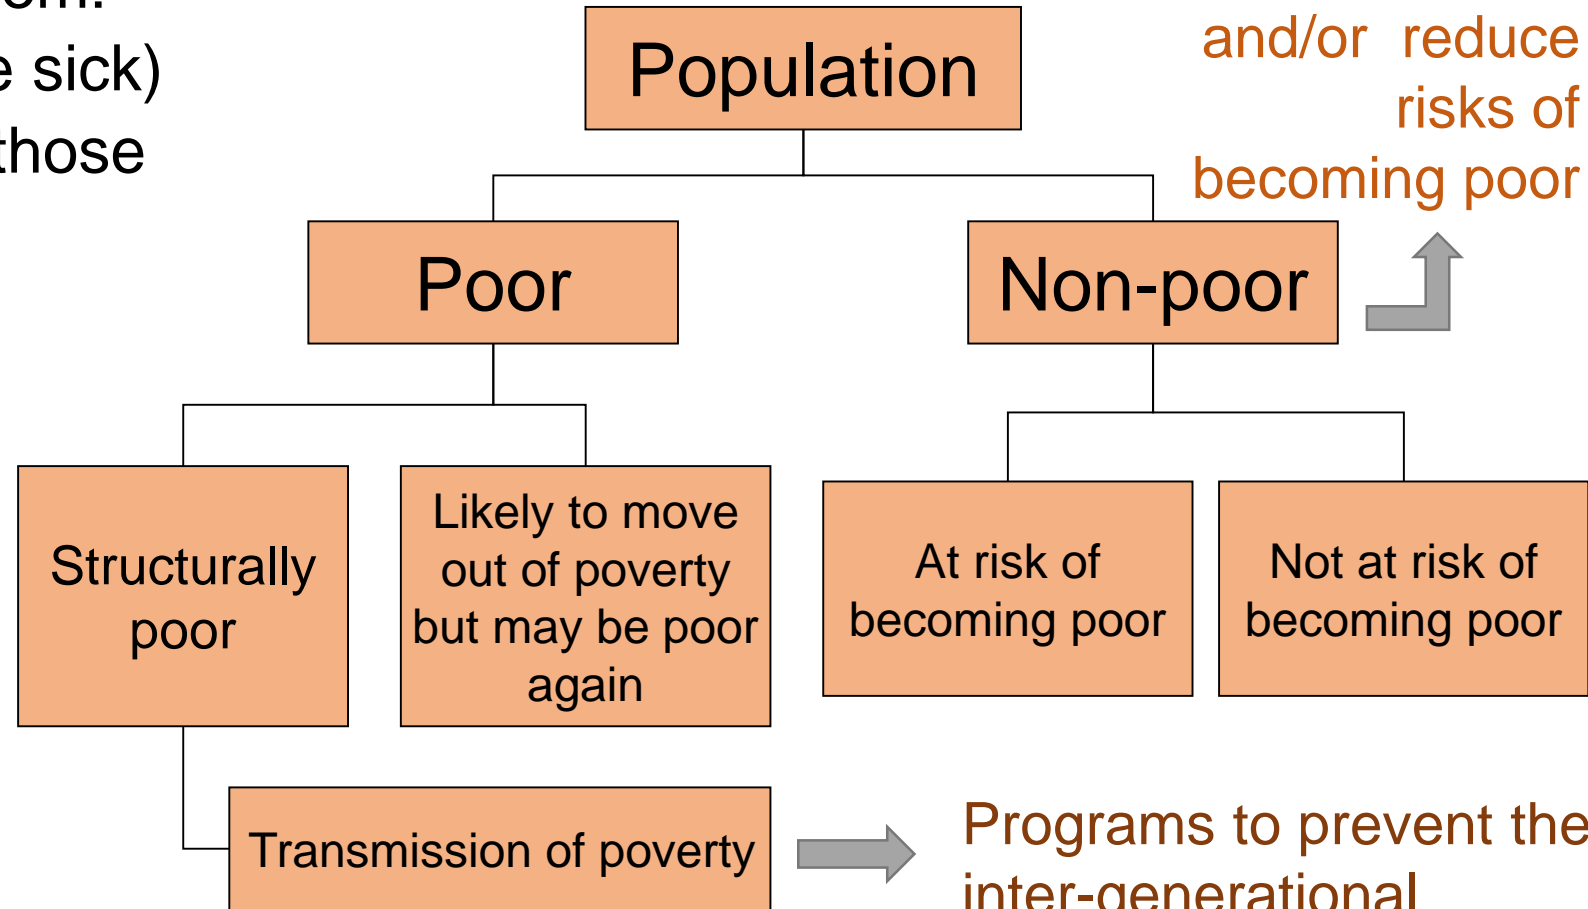 e sick)
those
Population
and/or reduce
risks of
becoming poor
Poor
Non-poor
Structurally
poor
Likely to move
out of poverty
but may be poor
again
At risk of
becoming poor
Not at risk of
becoming poor
Transmission of poverty
Programs to prevent the
inter-generational